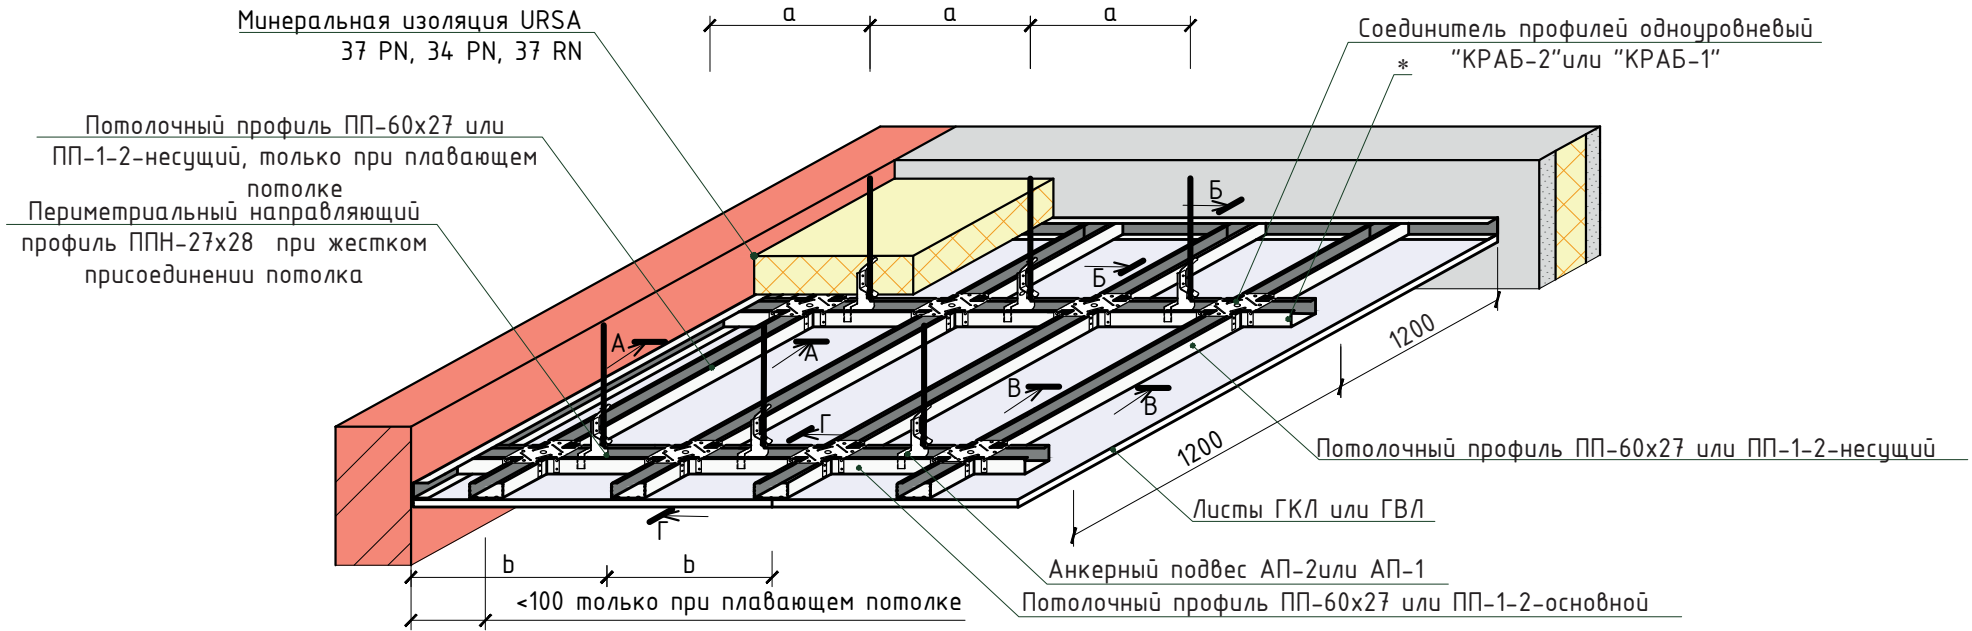 Минеральная изоляция URSA
37 PN, 34 PN, 37 RN
a
a
a
Соединитель профилей одноуровневый
"КРАБ-2"или "КРАБ-1"
*
Потолочный профиль ПП-60х27 или
ПП-1-2-несущий, только при плавающем
потолке
Периметриальный направляющий
профиль ППН-27х28 при жестком
присоединении потолка
Б
Б
А
А
В
В
Г
Г
1200
1200
Потолочный профиль ПП-60х27 или ПП-1-2-несущий
Листы ГКЛ или ГВЛ
Анкерный подвес АП-2или АП-1
Потолочный профиль ПП-60х27 или ПП-1-2-основной
b
b
<100 только при плавающем потолке